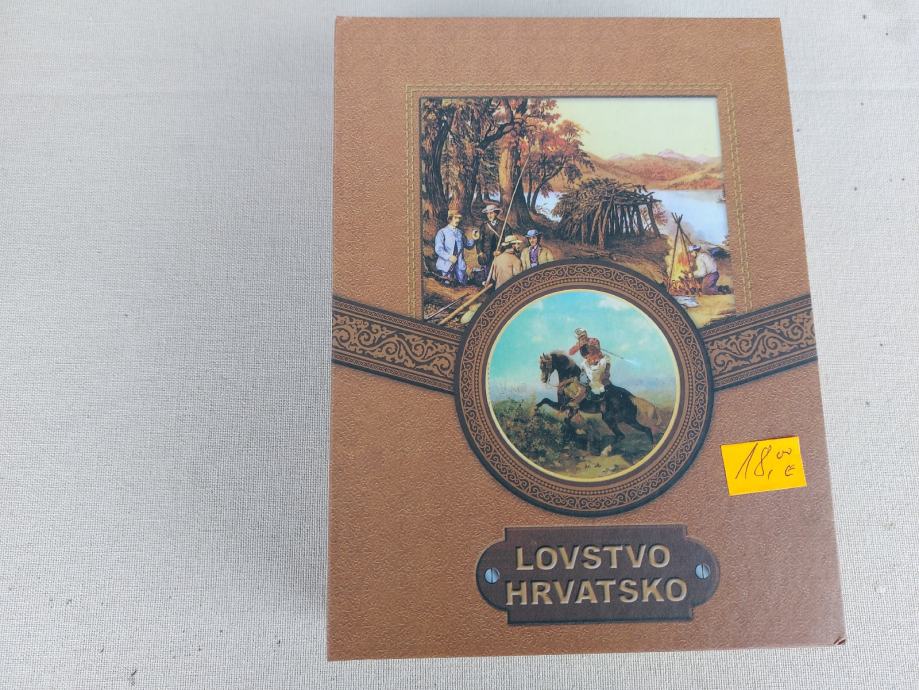 18,00 €
LOVSTVO
HRVATSKO